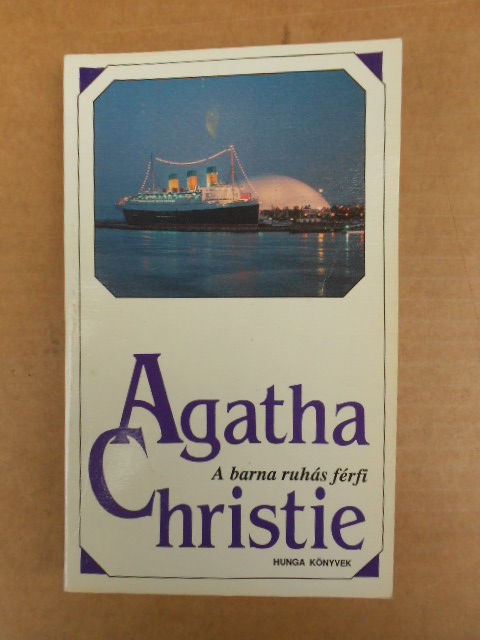 Agatha
A barna ruhás férfi
Christie
HUNGA KÖNYVEK